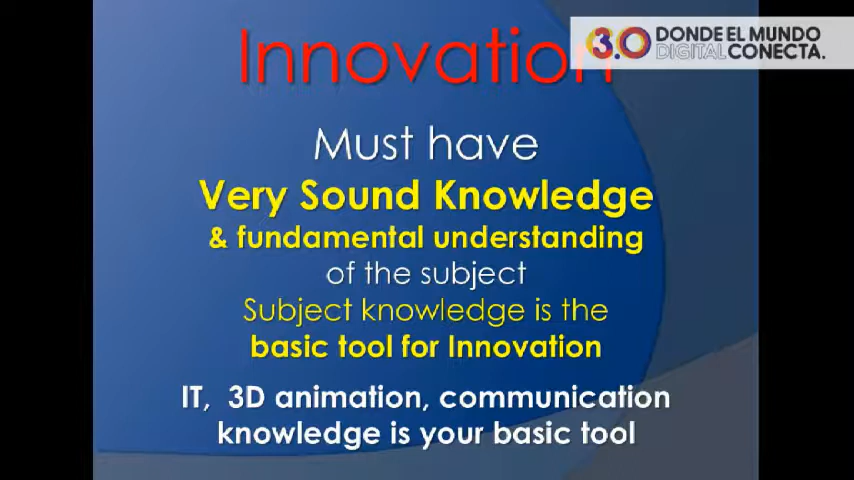 Innovation
3.0 DONDE EL MUNDO
DIGITAL CONECTA.
Must have
Very Sound Knowledge
& fundamental understanding
of the subject
Subject knowledge is the
basic tool for Innovation
IT, 3D animation, communication
knowledge is your basic tool